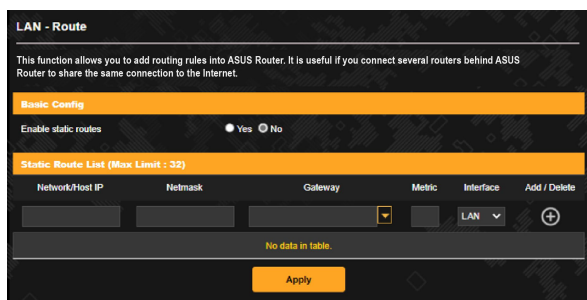 LAN - Route
This function allows you to add routing rules into ASUS Router. It is useful if you connect several routers behind ASUS
Router to share the same connection to the Internet.
Basic Config
Enable static routes Yes No
Static Route List (Max Limit : 32)
Network/Host IP Netmask Gateway Metric Interface Add / Delete
LAN
No data in table.
Apply